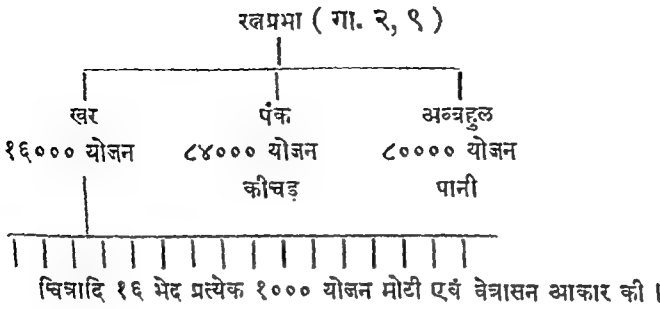 रत्नप्रभा ( गा. २, ९ )
खर पंक अब्बहुल
१६००० योजन ८४००० योजन ८०००० योजन
कीचड़ पानी
चित्रादि १६ भेद प्रत्येक १००० योजन मोटी एवं वेत्रासन आकार की ।